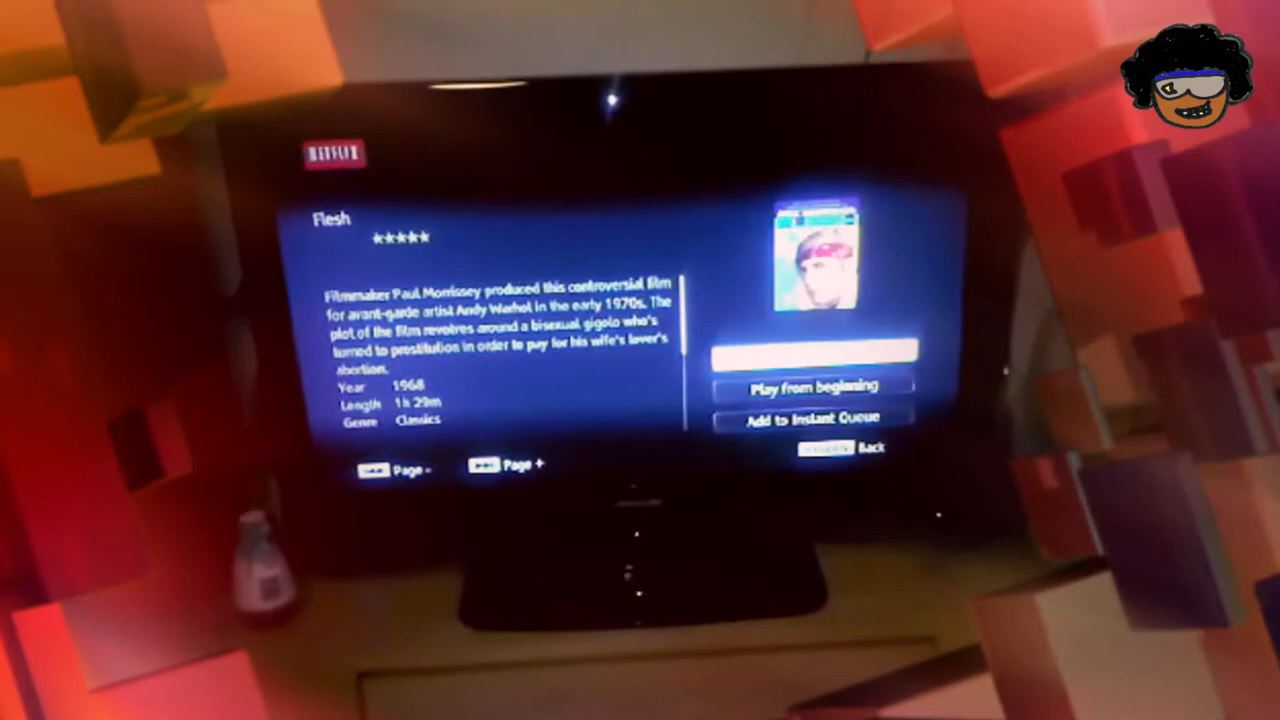 NETFLIX
Flesh
Filmmaker Paul Morrissey produced this controversial film
for avant-garde artist Andy Warhol in the early 1970s. The
plot of the film revolves around a bisexual gigolo who's
turned to prostitution in order to pay for his wife's lover's
abortion.
Year 1968
Length 1h 29m
Genre Classics
Play from beginning
Add to Instant Queue
Back
Page -
Page +